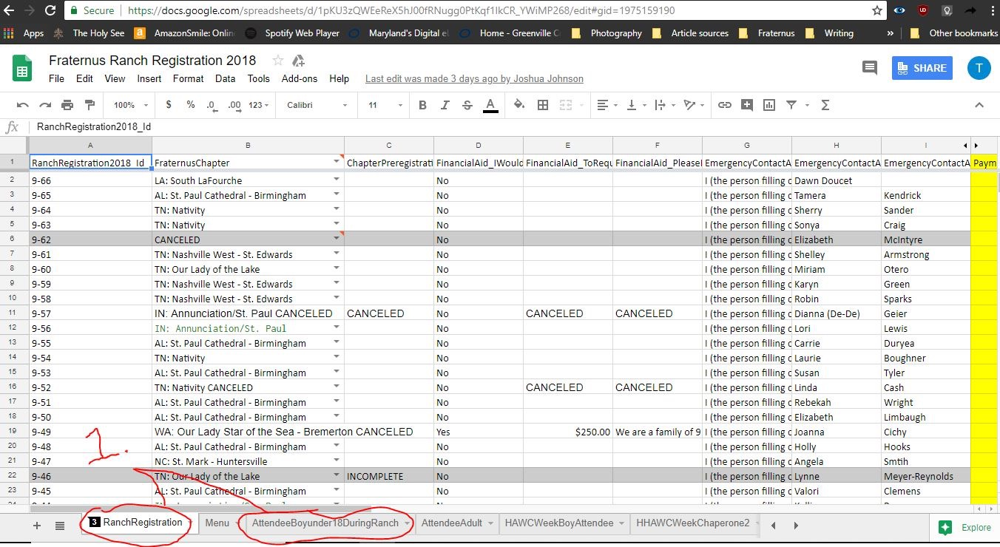 Secure https://docs.google.com/spreadsheets/d/1pKU3zQWEeReX5hJ00fRNugg0PtKqf1IkCR_YWiMP268/edit#gid=1975159190
Apps The Holy See AmazonSmile: Onlin Spotify Web Player Maryland's Digital el Home - Greenville C Photography Article sources Fraternus Writing » Other bookmarks
Fraternus Ranch Registration 2018
File Edit View Insert Format Data Tools Add-ons Help Last edit was made 3 days ago by Joshua Johnson SHARE T
100% $ % .0 .00 123 Calibri 11 B I S A Σ
fx RanchRegistration2018_Id
A B C D E F G H I
1 RanchRegistration2018_Id FraternusChapter ChapterPreregistrati FinancialAid_IWould FinancialAid_ToRequ FinancialAid_Pleasel EmergencyContactA EmergencyContactA EmergencyContactA Paym
2 9-66 LA: South LaFourche No I (the person filling c Dawn Doucet
3 9-65 AL: St. Paul Cathedral - Birmingham No I (the person filling c Tamera Kendrick
4 9-64 TN: Nativity No I (the person filling c Sherry Sander
5 9-63 TN: Nativity No I (the person filling c Sonya Craig
6 9-62 CANCELED No I (the person filling c Elizabeth McIntyre
7 9-61 TN: Nashville West - St. Edwards No I (the person filling c Shelley Armstrong
8 9-60 TN: Our Lady of the Lake No I (the person filling c Miriam Otero
9 9-59 TN: Nashville West - St. Edwards No I (the person filling c Karyn Green
10 9-58 TN: Nashville West - St. Edwards No I (the person filling c Robin Sparks
11 9-57 IN: Annunciation/St. Paul CANCELED CANCELED No CANCELED CANCELED I (the person filling c Dianna (De-De) Geier
12 9-56 IN: Annunciation/St. Paul No I (the person filling c Lori Lewis
13 9-55 AL: St. Paul Cathedral - Birmingham No I (the person filling c Carrie Duryea
14 9-54 TN: Nativity No I (the person filling c Laurie Boughner
15 9-53 AL: St. Paul Cathedral - Birmingham No I (the person filling c Susan Tyler
16 9-52 TN: Nativity CANCELED No CANCELED CANCELED I (the person filling c Linda Cash
17 9-51 AL: St. Paul Cathedral - Birmingham No I (the person filling c Rebekah Wright
18 9-50 AL: St. Paul Cathedral - Birmingham No I (the person filling c Elizabeth Limbaugh
19 9-49 WA: Our Lady Star of the Sea - Bremerton CANCELED Yes $250.00 We are a family of 9 I (the person filling c Joanna Cichy
20 9-48 AL: St. Paul Cathedral - Birmingham No I (the person filling c Holly Hooks
21 9-47 NC: St. Mark - Huntersville No I (the person filling c Angela Smtih
22 9-46 TN: Our Lady of the Lake INCOMPLETE No I (the person filling c Lynne Meyer-Reynolds
23 9-45 AL: St. Paul Cathedral - Birmingham No I (the person filling c Valori Clemens
1.
3 RanchRegistration Menu AttendeeBoyunder18DuringRanch AttendeeAdult HAWCWeekBoyAttendee HHAWCWeekChaperone2 Explore